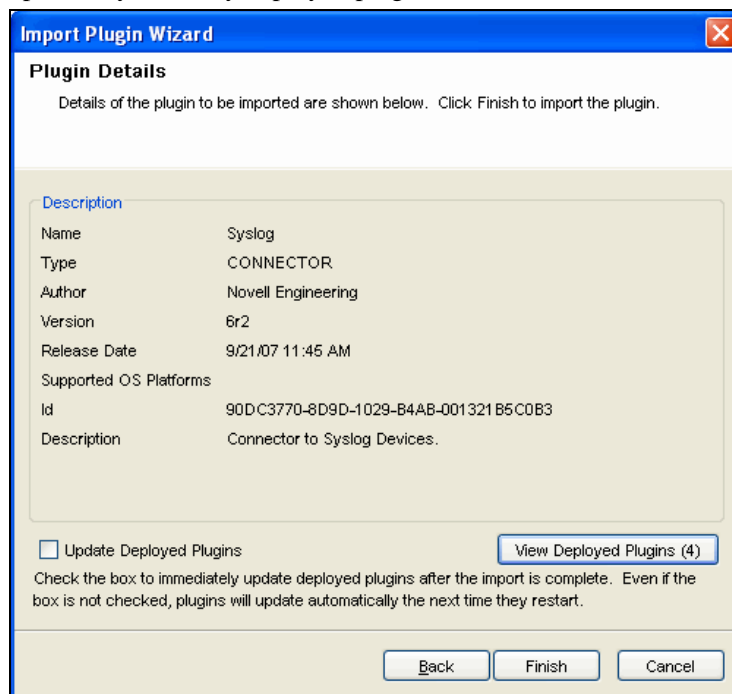 Import Plugin Wizard
Plugin Details
Details of the plugin to be imported are shown below. Click Finish to import the plugin.
Description
Name Syslog
Type CONNECTOR
Author Novell Engineering
Version 6r2
Release Date 9/21/07 11:45 AM
Supported OS Platforms
Id 90DC3770-8D9D-1029-B4AB-001321B5C0B3
Description Connector to Syslog Devices.
Update Deployed Plugins View Deployed Plugins (4)
Check the box to immediately update deployed plugins after the import is complete. Even if the
box is not checked, plugins will update automatically the next time they restart.
Back Finish Cancel